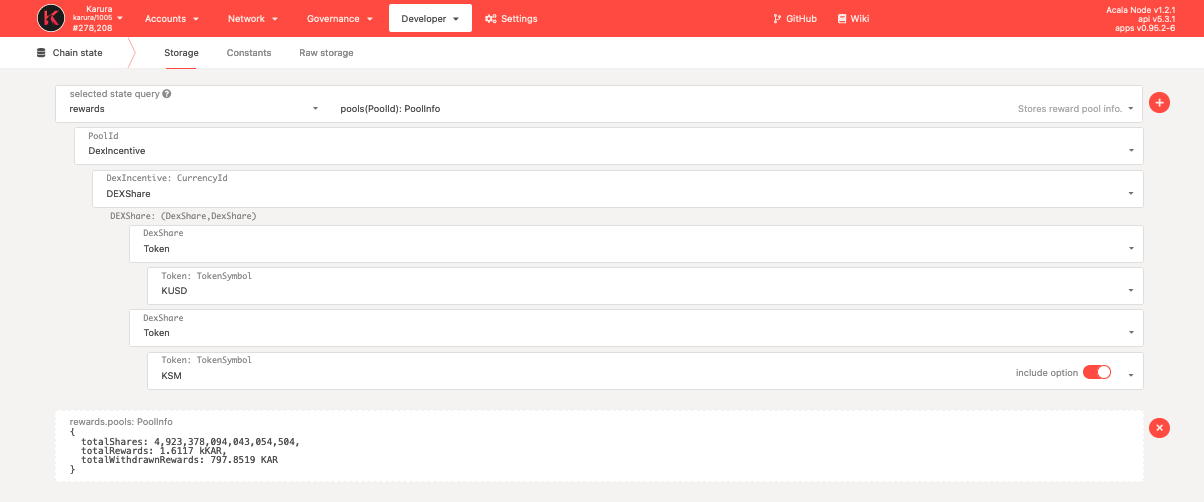 Karura
karura/1005
#278,208
Accounts
Network
Governance
Developer
Settings
GitHub
Wiki
Acala Node v1.2.1
api v5.3.1
apps v0.95.2-6
Chain state
Storage
Constants
Raw storage
selected state query
rewards
pools(PoolId): PoolInfo
Stores reward pool info.
PoolId
DexIncentive
DexIncentive: CurrencyId
DEXShare
DEXShare: (DexShare,DexShare)
DexShare
Token
Token: TokenSymbol
KUSD
DexShare
Token
Token: TokenSymbol
KSM
include option
rewards.pools: PoolInfo
{
totalShares: 4,923,378,094,043,054,504,
totalRewards: 1.6117 kKAR,
totalWithdrawnRewards: 797.8519 KAR
}